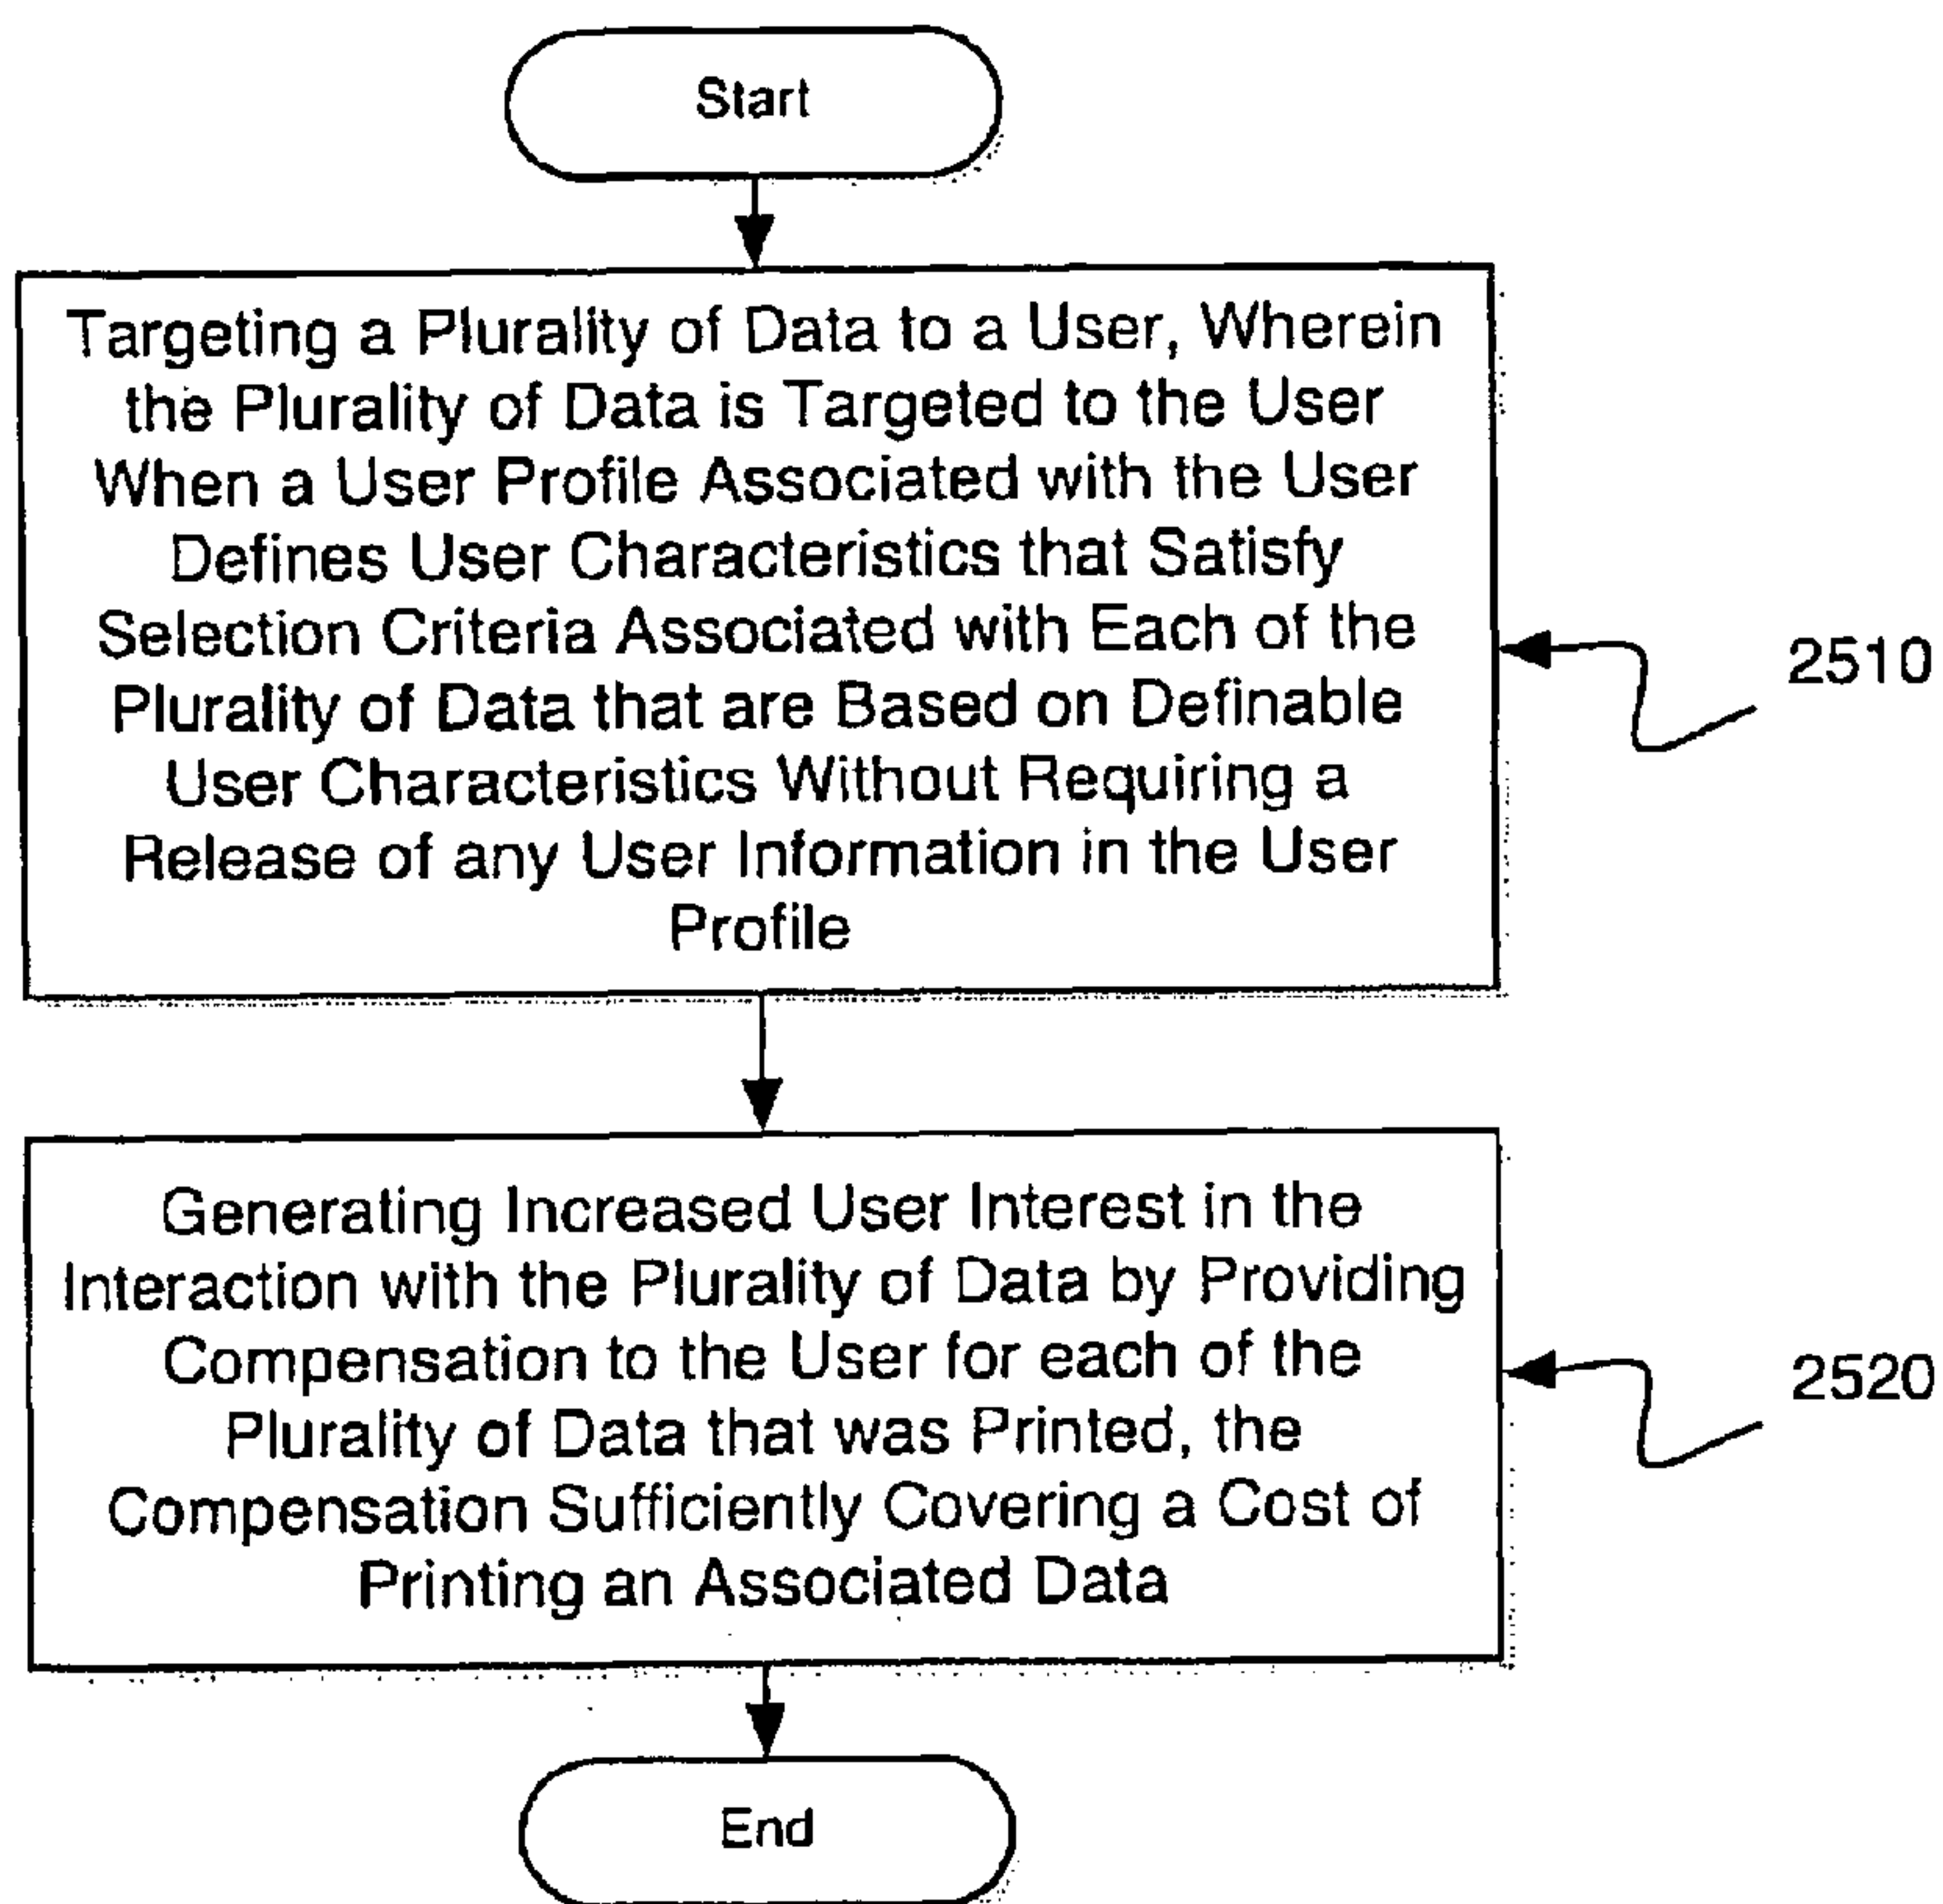 Start
Targeting a Plurality of Data to a User, Wherein
the Plurality of Data is Targeted to the User
When a User Profile Associated with the User
Defines User Characteristics that Satisfy
Selection Criteria Associated with Each of the
Plurality of Data that are Based on Definable
User Characteristics Without Requiring a
Release of any User Information in the User
Profile
2510
Generating Increased User Interest in the
Interaction with the Plurality of Data by Providing
Compensation to the User for each of the
Plurality of Data that was Printed, the
Compensation Sufficiently Covering a Cost of
Printing an Associated Data
2520
End